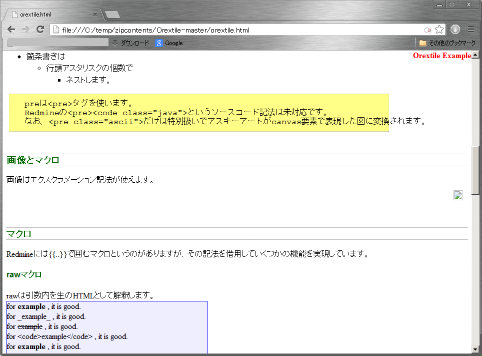 orextile.html
file:///C:/temp/zipcontents/Orextile-master/orextile.html
ダウンロード Google その他のブックマーク
Orextile Example
箇条書きは
行頭アスタリスクの個数で
ネストします。
preは<pre>タグを使います。
Redmineの<pre><code class="java">というソースコード記法は未対応です。
なお、<pre class="ascii">だけは特別扱いでアスキーアートがcanvas要素で表現した図に変換されます。
画像とマクロ
画像はエクスクラメーション記法が使えます。
マクロ
Redmineには{{..}}で囲むマクロというのがありますが、その記法を借用していくつかの機能を実現しています。
rawマクロ
rawは引数内を生のHTMLとして解釈します。
for example , it is good.
for _example_ , it is good.
for example , it is good.
for <code>example</code> , it is good.
for example , it is good.